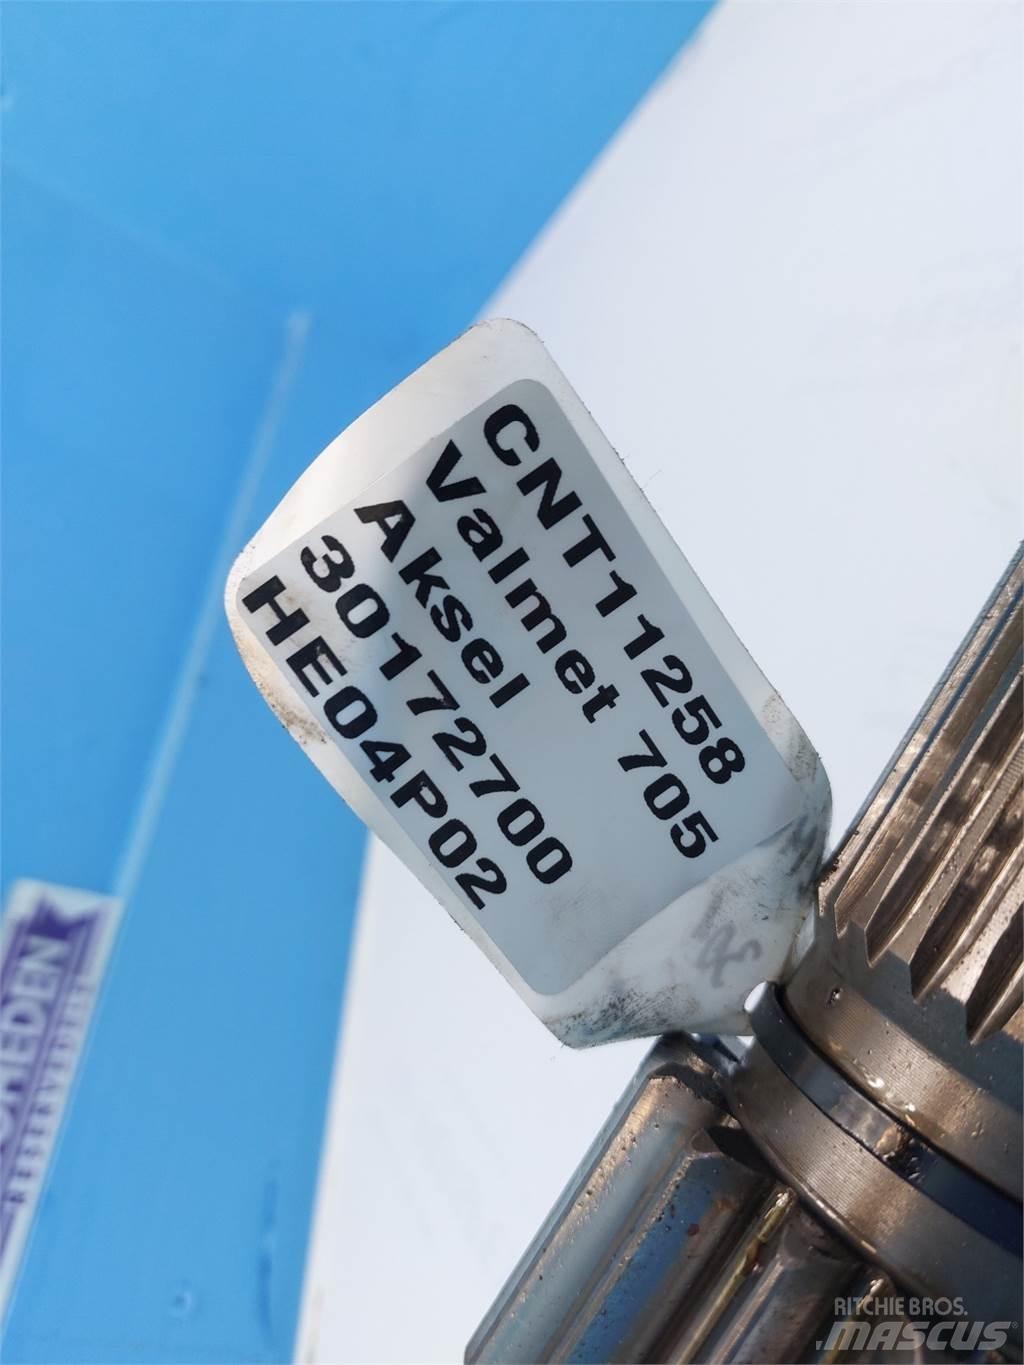 CNT11258
Valmet 705
Aksel
30172700
HE04P02
RITCHIE BROS.
MASCUS